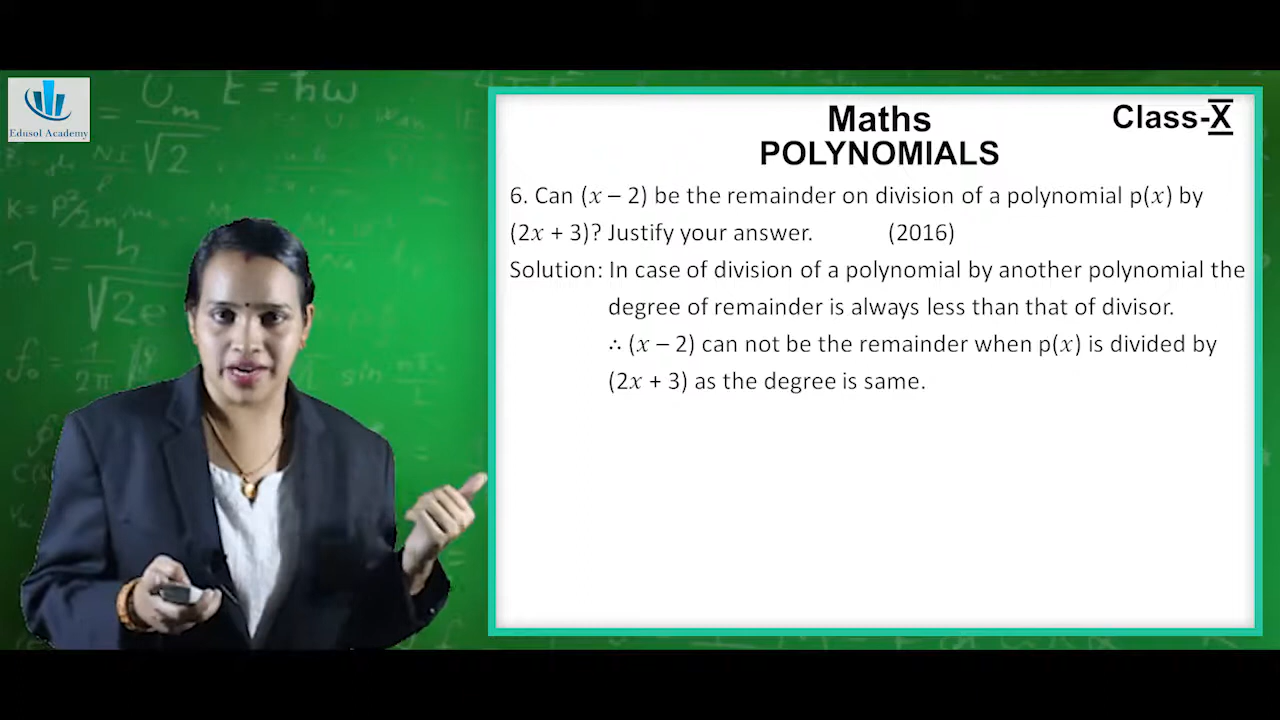 Edusol Academy
Maths
Class-X
POLYNOMIALS
6. Can (x – 2) be the remainder on division of a polynomial p(x) by
(2x + 3)? Justify your answer. (2016)
Solution: In case of division of a polynomial by another polynomial the
degree of remainder is always less than that of divisor.
∴ (x – 2) can not be the remainder when p(x) is divided by
(2x + 3) as the degree is same.